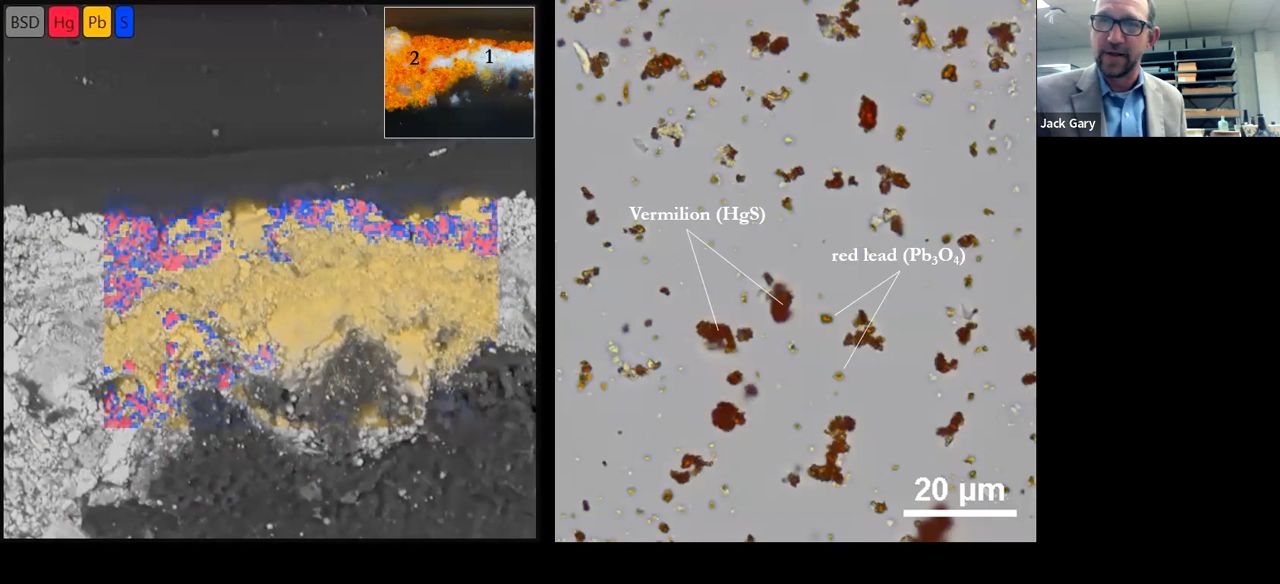 BSD Hg Pb S
2 1
Vermilion (HgS)
red lead (Pb₃O₄)
20 μm
Jack Gary